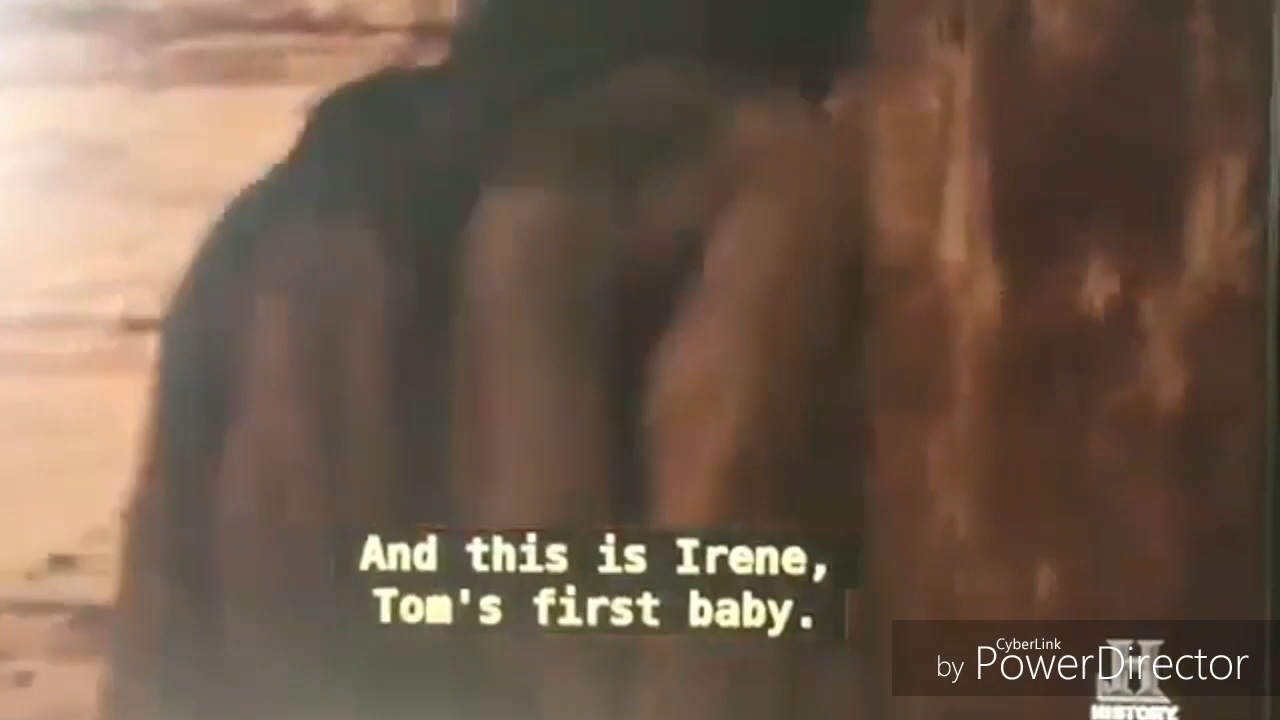 And this is Irene,
Tom's first baby.
CyberLink
by PowerDirector
H
HISTORY